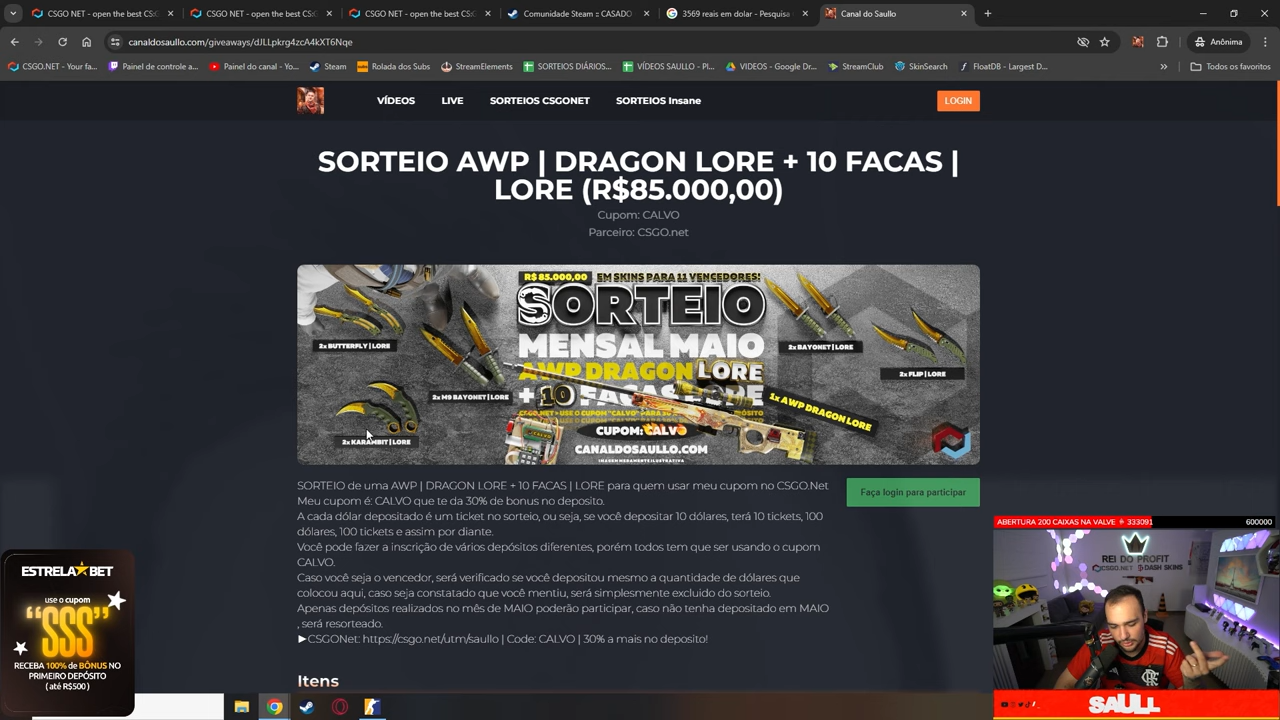 CSGO NET - open the best CS:
CSGO NET - open the best CS:
CSGO NET - open the best CS:
Comunidade Steam :: CASADO
3569 reais em dolar - Pesquisa
Canal do Saullo
canaldosaullo.com/giveaways/dJLLpkrg4zcA4kXT6Nqe
Anônima
CSGO.NET - Your fa...
Painel de controle a...
Painel do canal - Yo...
Steam
Rolada dos Subs
StreamElements
SORTEIOS DIÁRIOS...
VÍDEOS SAULLO - Pl...
VIDEOS - Google Dr...
StreamClub
SkinSearch
FloatDB - Largest D...
Todos os favoritos
VÍDEOS
LIVE
SORTEIOS CSGONET
SORTEIOS Insane
LOGIN
SORTEIO AWP | DRAGON LORE + 10 FACAS |
LORE (R$85.000,00)
Cupom: CALVO
Parceiro: CSGO.net
R$ 85.000,00 EM SKINS PARA 11 VENCEDORES!
SORTEIO
MENSAL MAIO
AWP DRAGON LORE
+ 10 FACAS LORE
2x BUTTERFLY | LORE
2x M9 BAYONET | LORE
2x KARAMBIT | LORE
2x BAYONET | LORE
2x FLIP | LORE
1x AWP DRAGON LORE
CUPOM: CALVO
CANALDOSAULLO.COM
IMAGEM MERAMENTE ILUSTRATIVA
SORTEIO de uma AWP | DRAGON LORE + 10 FACAS | LORE para quem usar meu cupom no CSGO.Net
Meu cupom é: CALVO que te da 30% de bonus no deposito.
A cada dólar depositado é um ticket no sorteio, ou seja, se você depositar 10 dólares, terá 10 tickets, 100
dólares, 100 tickets e assim por diante.
Você pode fazer a inscrição de vários depósitos diferentes, porém todos tem que ser usando o cupom
CALVO.
Caso você seja o vencedor, será verificado se você depositou mesmo a quantidade de dólares que
colocou aqui, caso seja constatado que você mentiu, será simplesmente excluido do sorteio.
Apenas depósitos realizados no mês de MAIO poderão participar, caso não tenha depositado em MAIO
, será resorteado.
►CSGONet: https://csgo.net/utm/saullo | Code: CALVO | 30% a mais no deposito!
Faça login para participar
Itens
ESTRELA BET
use o cupom
"SSS"
RECEBA 100% de BÔNUS NO
PRIMEIRO DEPÓSITO
( até R$500 )
ABERTURA 200 CAIXAS NA VALVE 333091
600000
REI DO PROFIT
CSGO.NET
DASH SKINS
SAULL